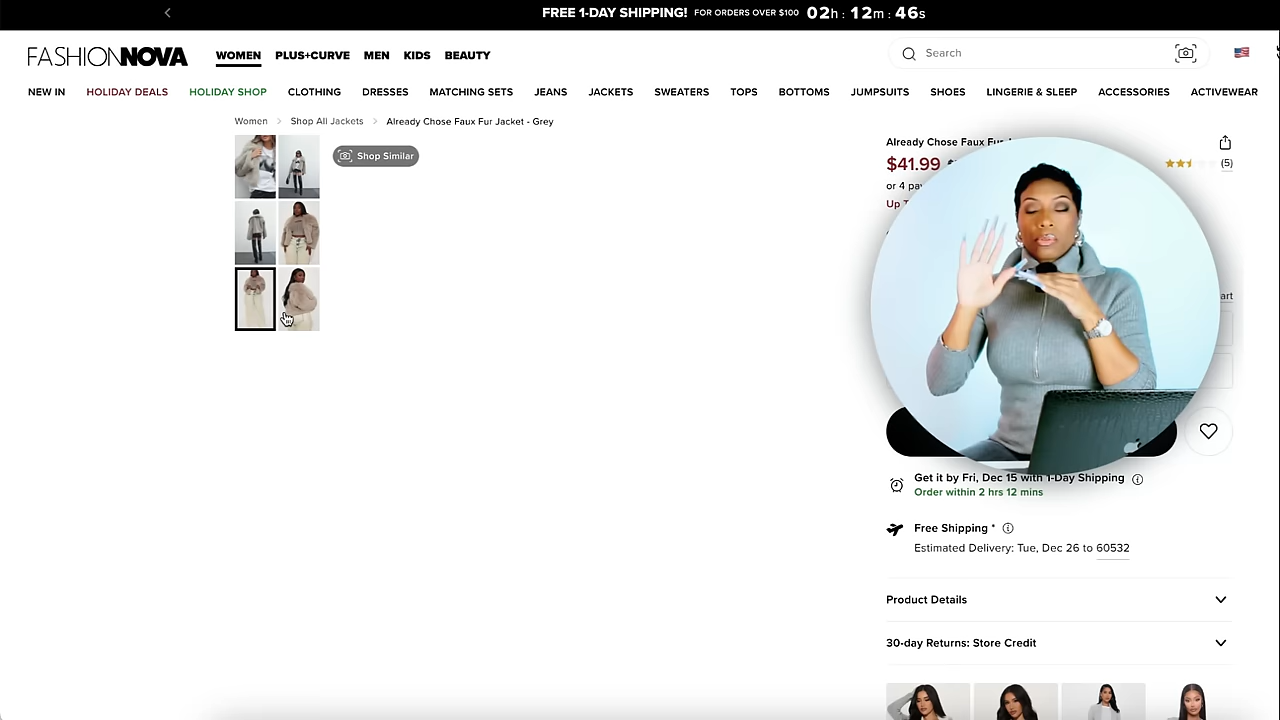 FREE 1-DAY SHIPPING! FOR ORDERS OVER $100 02h : 12m : 46s
FASHIONNOVA WOMEN PLUS+CURVE MEN KIDS BEAUTY Search
NEW IN HOLIDAY DEALS HOLIDAY SHOP CLOTHING DRESSES MATCHING SETS JEANS JACKETS SWEATERS TOPS BOTTOMS JUMPSUITS SHOES LINGERIE & SLEEP ACCESSORIES ACTIVEWEAR
Women > Shop All Jackets > Already Chose Faux Fur Jacket - Grey
Shop Similar
Already Chose Faux Fur
$41.99
(5)
or 4
Up
Get it by Fri, Dec 15 with 1-Day Shipping
Order within 2 hrs 12 mins
Free Shipping *
Estimated Delivery: Tue, Dec 26 to 60532
Product Details
30-day Returns: Store Credit